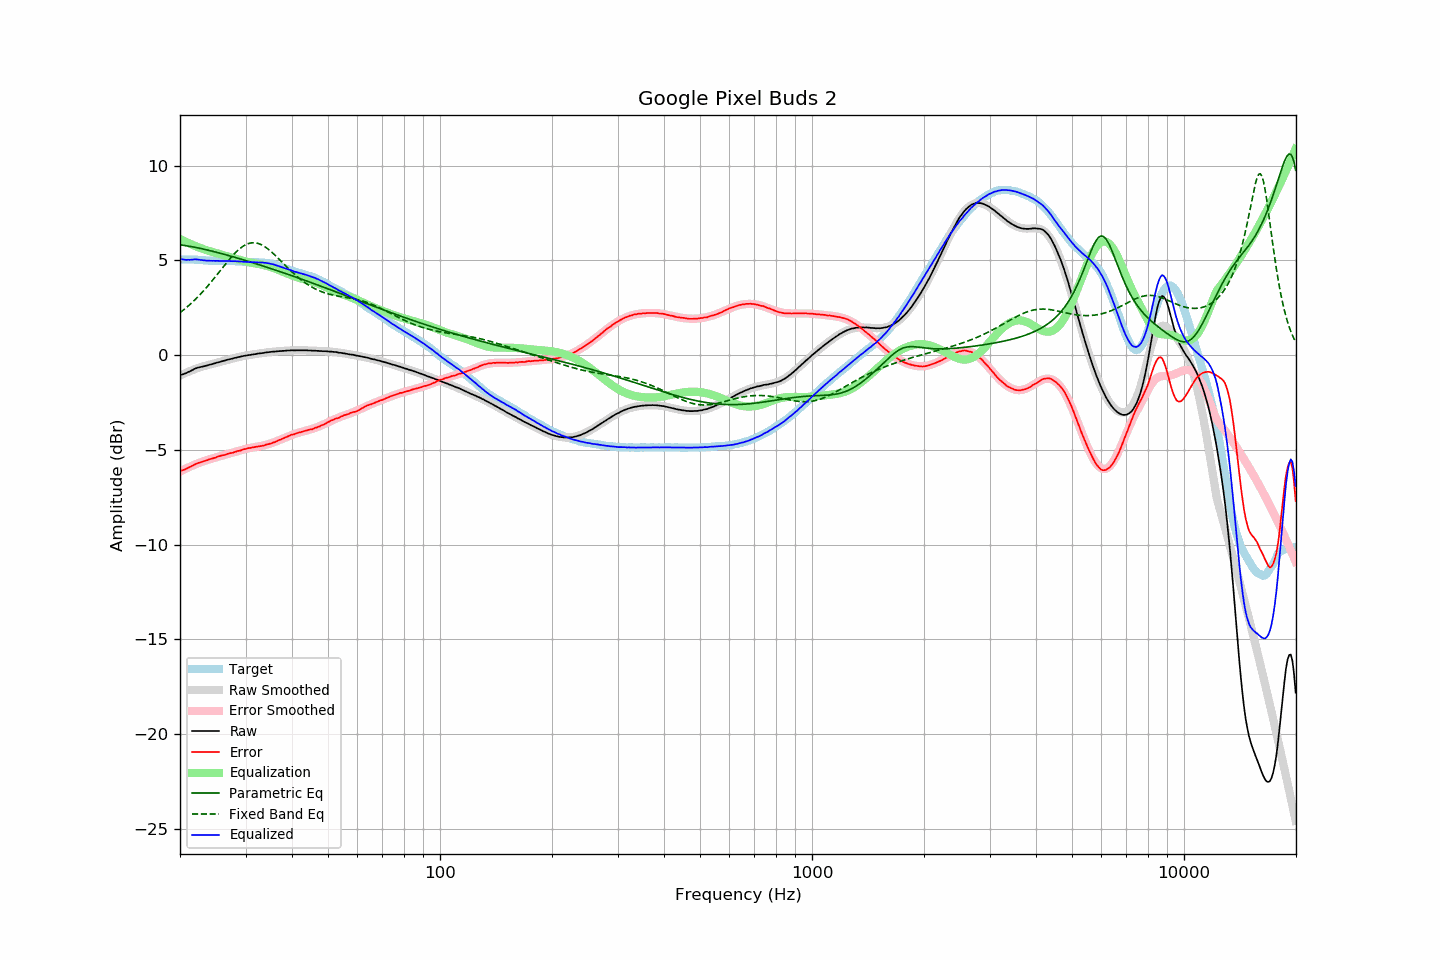 Google Pixel Buds 2
10
5
0
−5
−10
−15
−20
−25
Amplitude (dBr)
Target
Raw Smoothed
Error Smoothed
Raw
Error
Equalization
Parametric Eq
Fixed Band Eq
Equalized
100
1000
10000
Frequency (Hz)